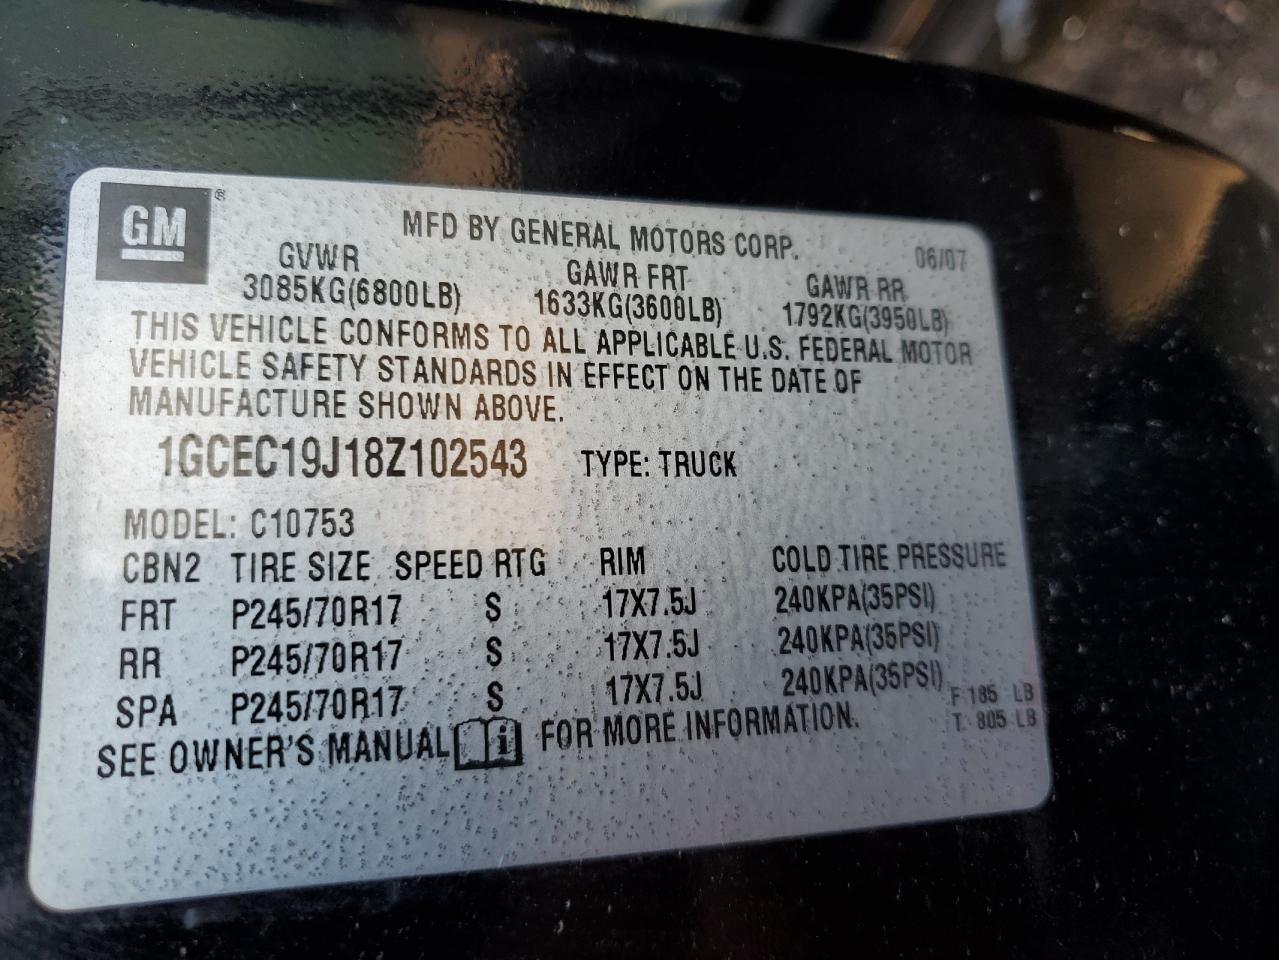 GM ®
MFD BY GENERAL MOTORS CORP.
06/07
GVWR GAWR FRT GAWR RR
3085KG(6800LB) 1633KG(3600LB) 1792KG(3950LB)
THIS VEHICLE CONFORMS TO ALL APPLICABLE U.S. FEDERAL MOTOR
VEHICLE SAFETY STANDARDS IN EFFECT ON THE DATE OF
MANUFACTURE SHOWN ABOVE.
1GCEC19J18Z102543 TYPE: TRUCK
MODEL: C10753
CBN2 TIRE SIZE SPEED RTG RIM COLD TIRE PRESSURE
FRT P245/70R17 S 17X7.5J 240KPA(35PSI)
RR P245/70R17 S 17X7.5J 240KPA(35PSI)
SPA P245/70R17 S 17X7.5J 240KPA(35PSI)
F 185 LB
T 805 LB
SEE OWNER'S MANUAL i FOR MORE INFORMATION.